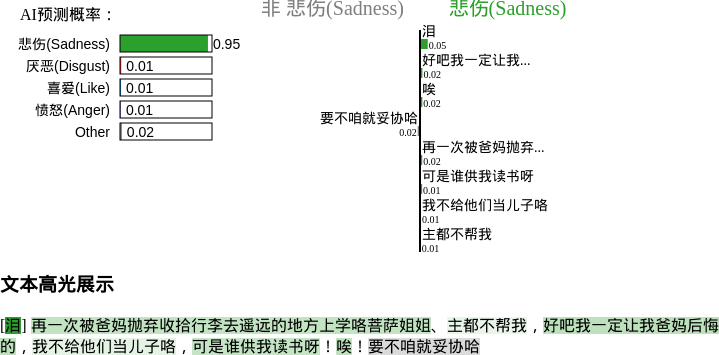 AI预测概率：
悲伤(Sadness) 0.95
厌恶(Disgust) 0.01
喜爱(Like) 0.01
愤怒(Anger) 0.01
Other 0.02
非 悲伤(Sadness) 悲伤(Sadness)
泪
0.05
好吧我一定让我...
0.02
唉
0.02
要不咱就妥协哈
0.02
再一次被爸妈抛弃...
0.02
可是谁供我读书呀
0.01
我不给他们当儿子咯
0.01
主都不帮我
0.01
文本高光展示
[泪] 再一次被爸妈抛弃收拾行李去遥远的地方上学咯菩萨姐姐、主都不帮我，好吧我一定让我爸妈后悔
的，我不给他们当儿子咯，可是谁供我读书呀！唉！要不咱就妥协哈